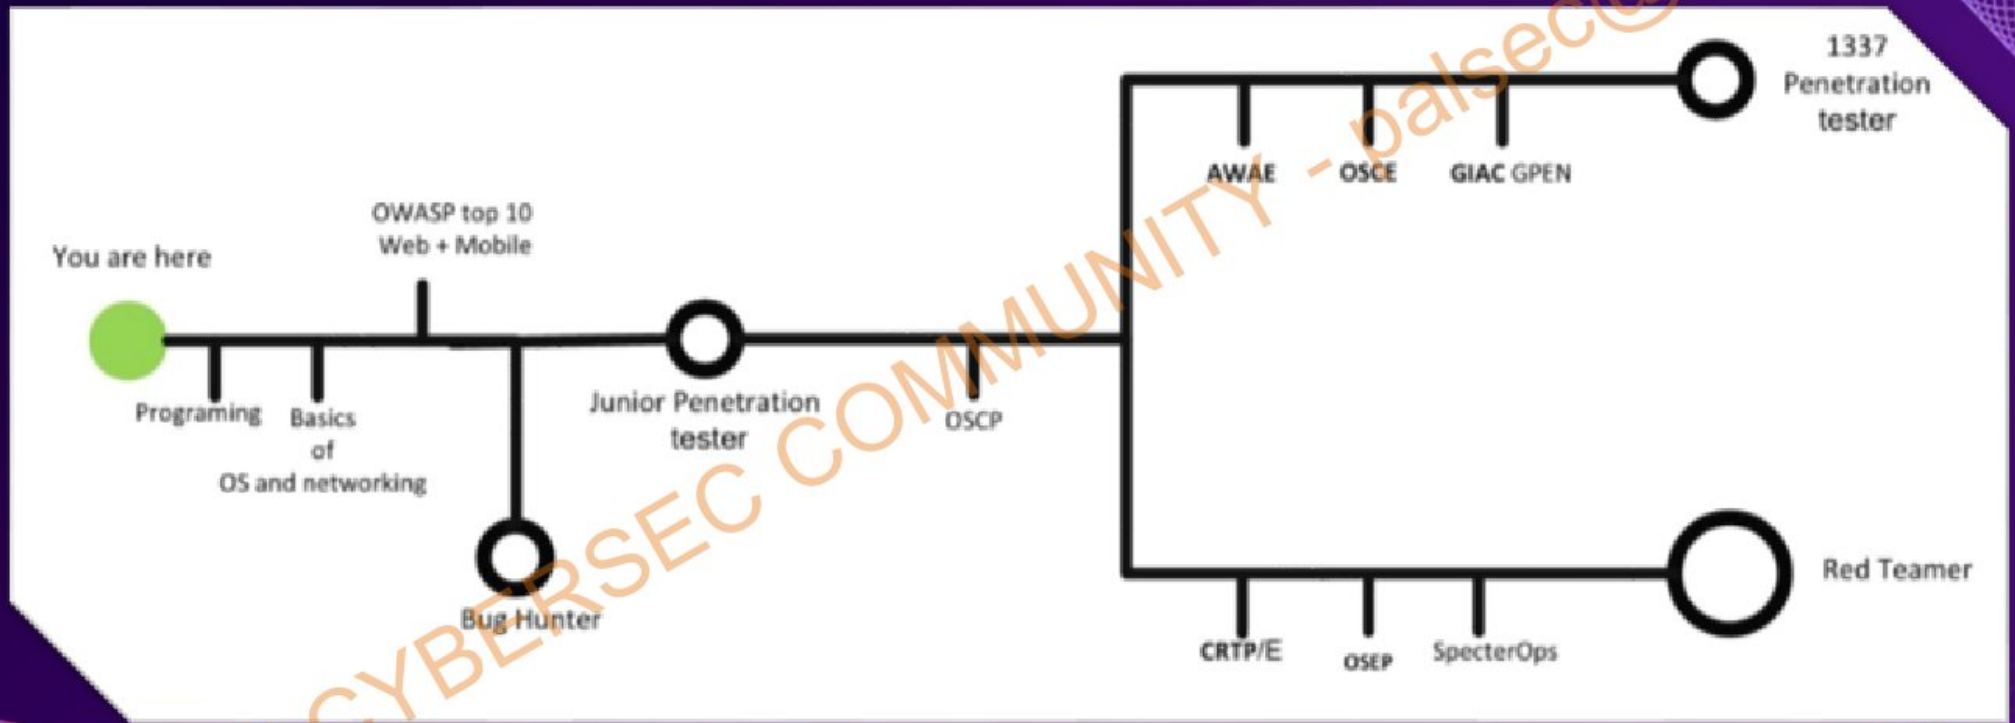 You are here
Programing
Basics
of
OS and networking
OWASP top 10
Web + Mobile
Bug Hunter
Junior Penetration
tester
OSCP
AWAE
OSCE
GIAC GPEN
1337
Penetration
tester
CRTP/E
OSEP
SpecterOps
Red Teamer
CYBERSEC COMMUNITY - palsec@